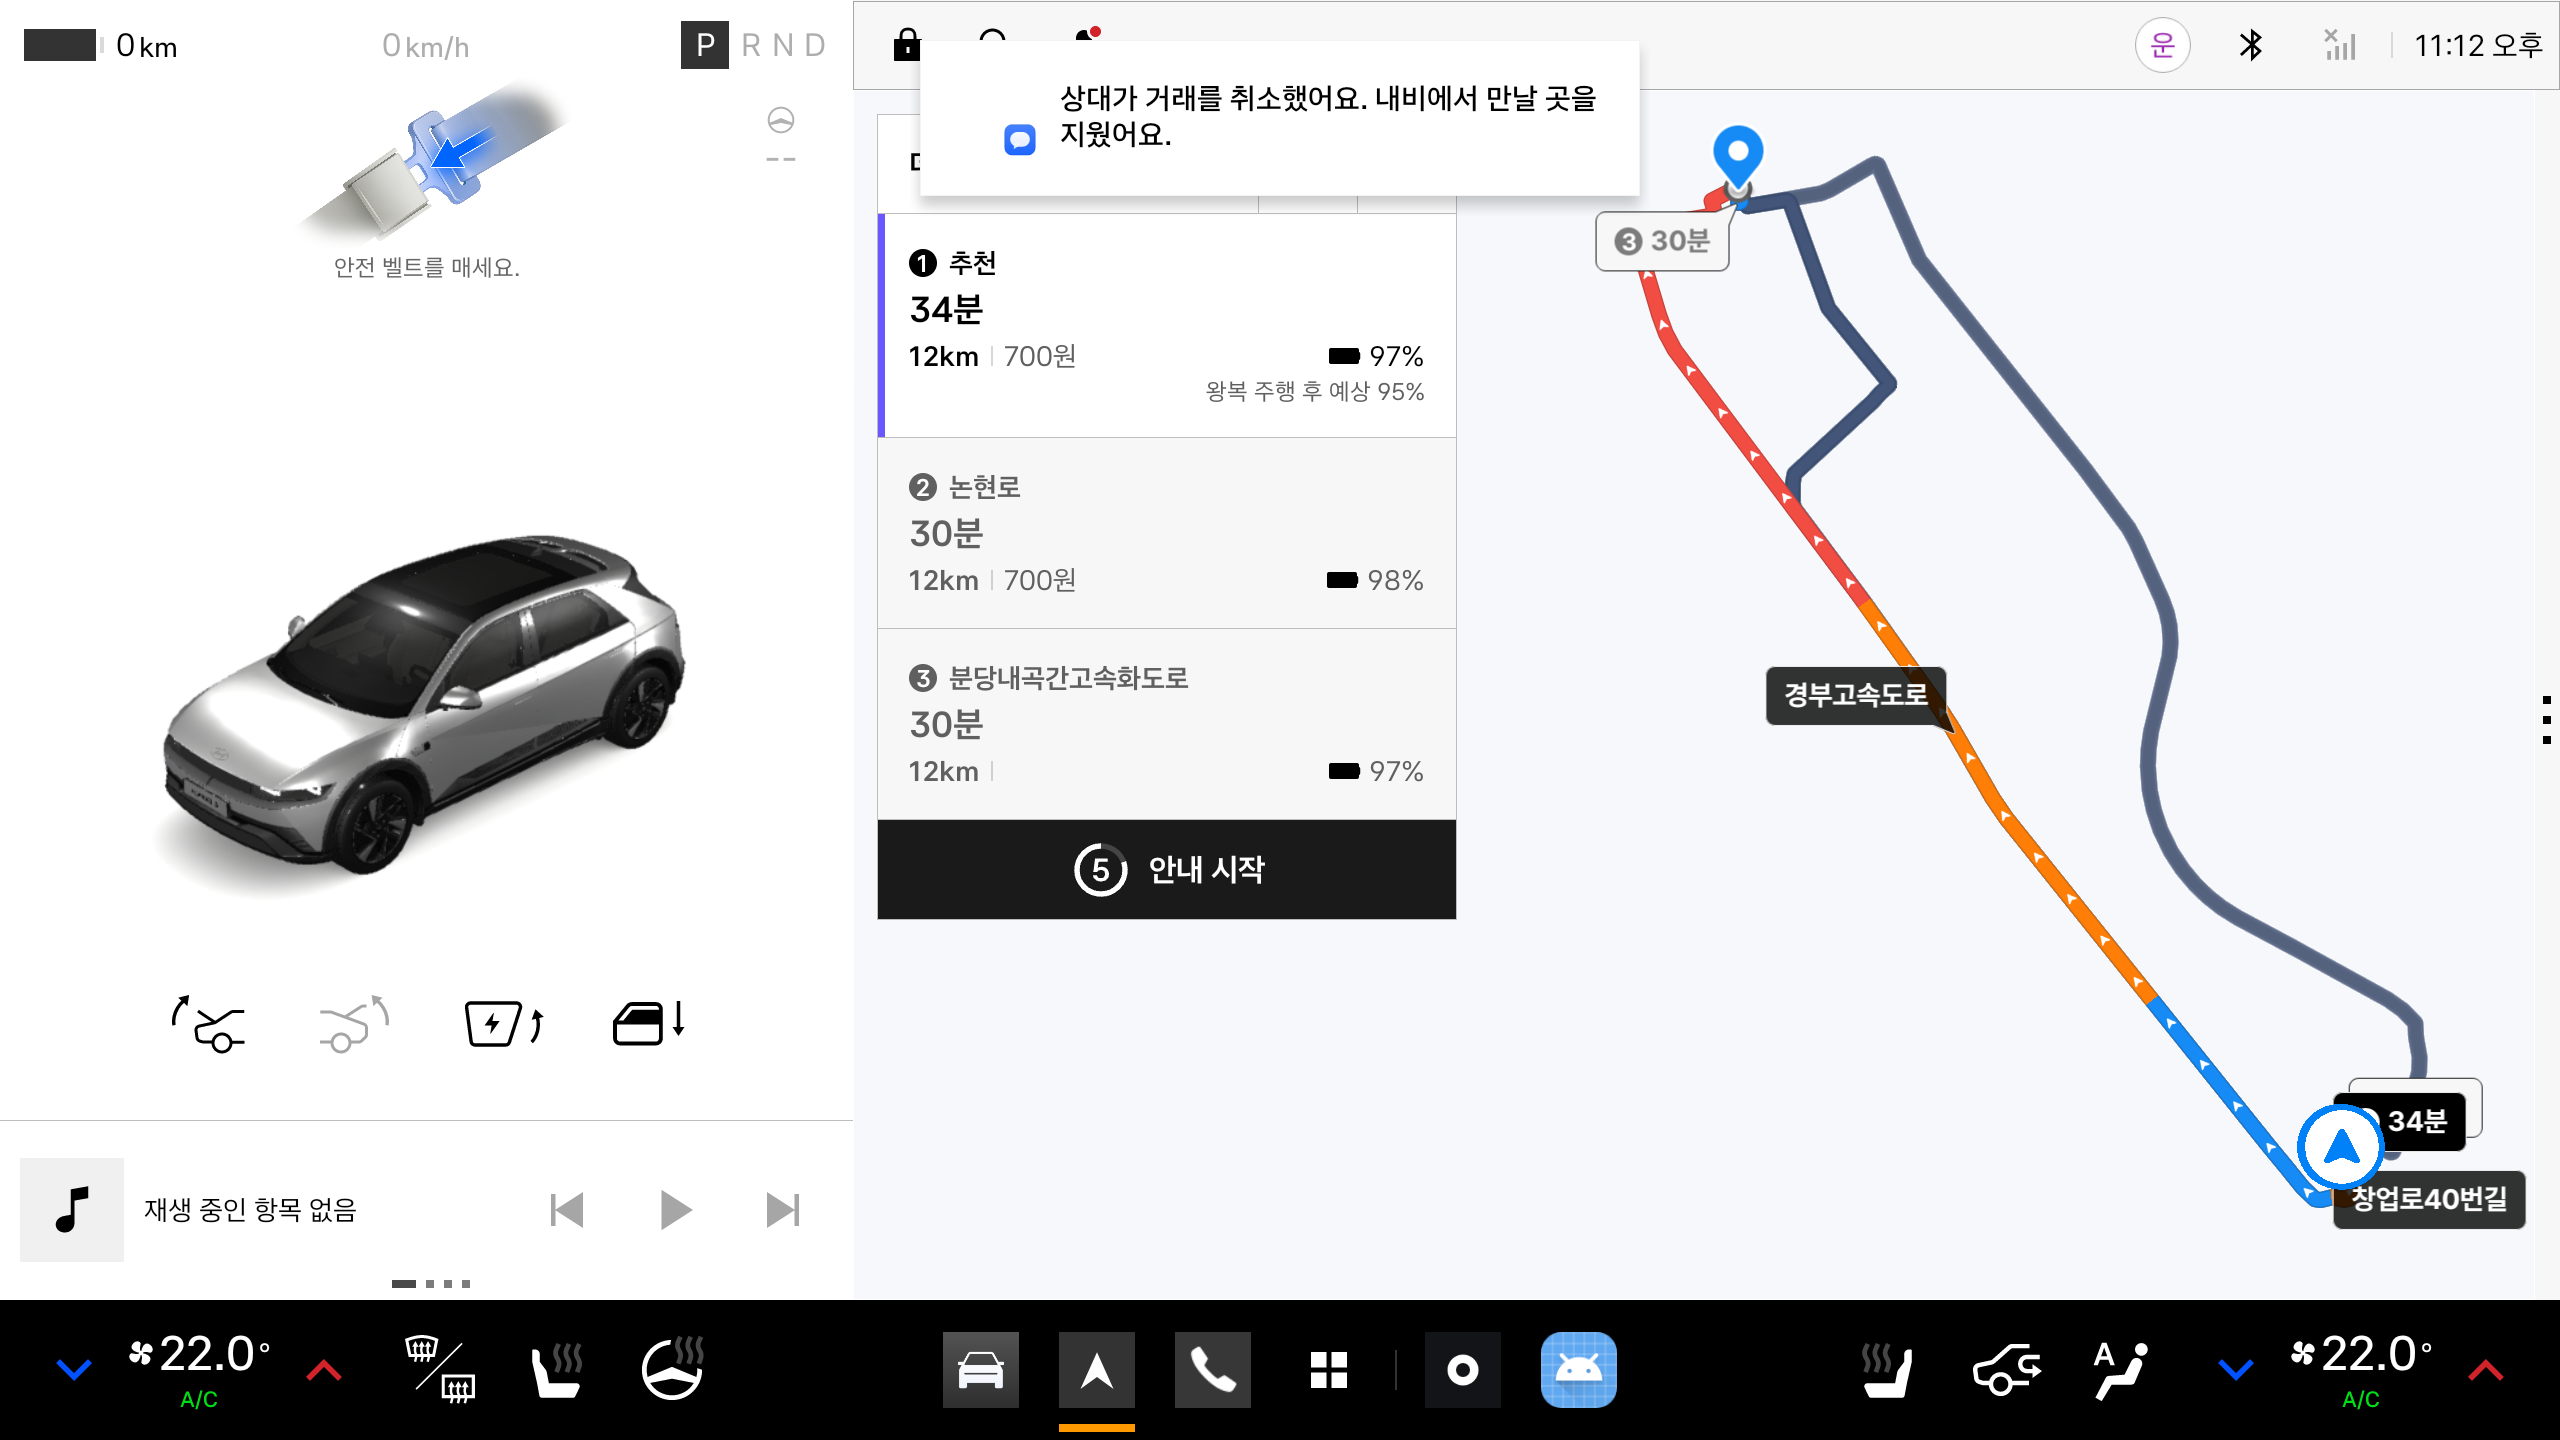 0km
0km/h
P R N D
운
11:12 오후
상대가 거래를 취소했어요. 내비에서 만날 곳을
지웠어요.
안전 벨트를 매세요.
1 추천
34분
12km 700원
97%
왕복 주행 후 예상 95%
2 논현로
30분
12km 700원
98%
3 분당내곡간고속화도로
30분
12km
97%
5 안내 시작
3 30분
경부고속도로
34분
창업로40번길
재생 중인 항목 없음
22.0°
A/C
A
22.0°
A/C